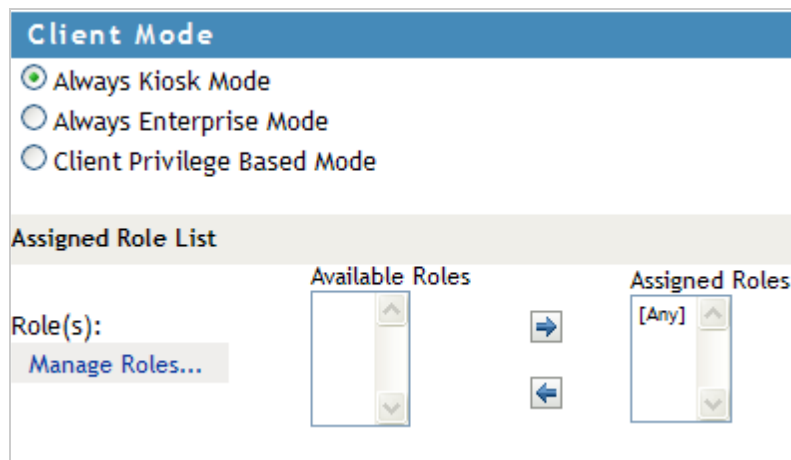 Client Mode
Always Kiosk Mode
Always Enterprise Mode
Client Privilege Based Mode
Assigned Role List
Available Roles
Assigned Roles
[Any]
Role(s):
Manage Roles...